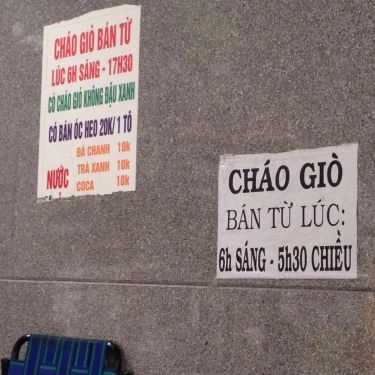 CHÁO GIÒ BÁN TỪ
LÚC 6H SÁNG - 17H30
CÓ CHÁO GIÒ KHÔNG ĐẬU XANH
CÓ BÁN ÓC HEO 20K/ 1 TÔ
ĐÁ CHANH 10k
TRÀ XANH 10k
NƯỚC
COCA 10k
CHÁO GIÒ
BÁN TỪ LÚC:
6h SÁNG - 5h30 CHIỀU